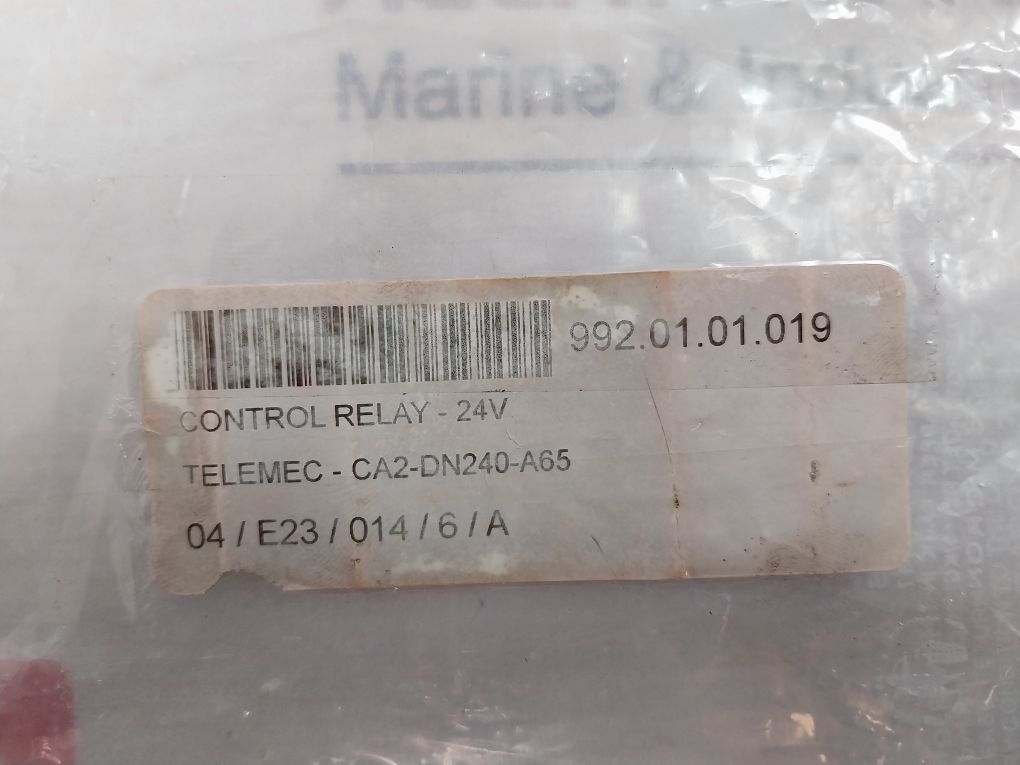 Marine &
992.01.01.019
CONTROL RELAY - 24V
TELEMEC - CA2-DN240-A65
04 / E23 / 014 / 6 / A